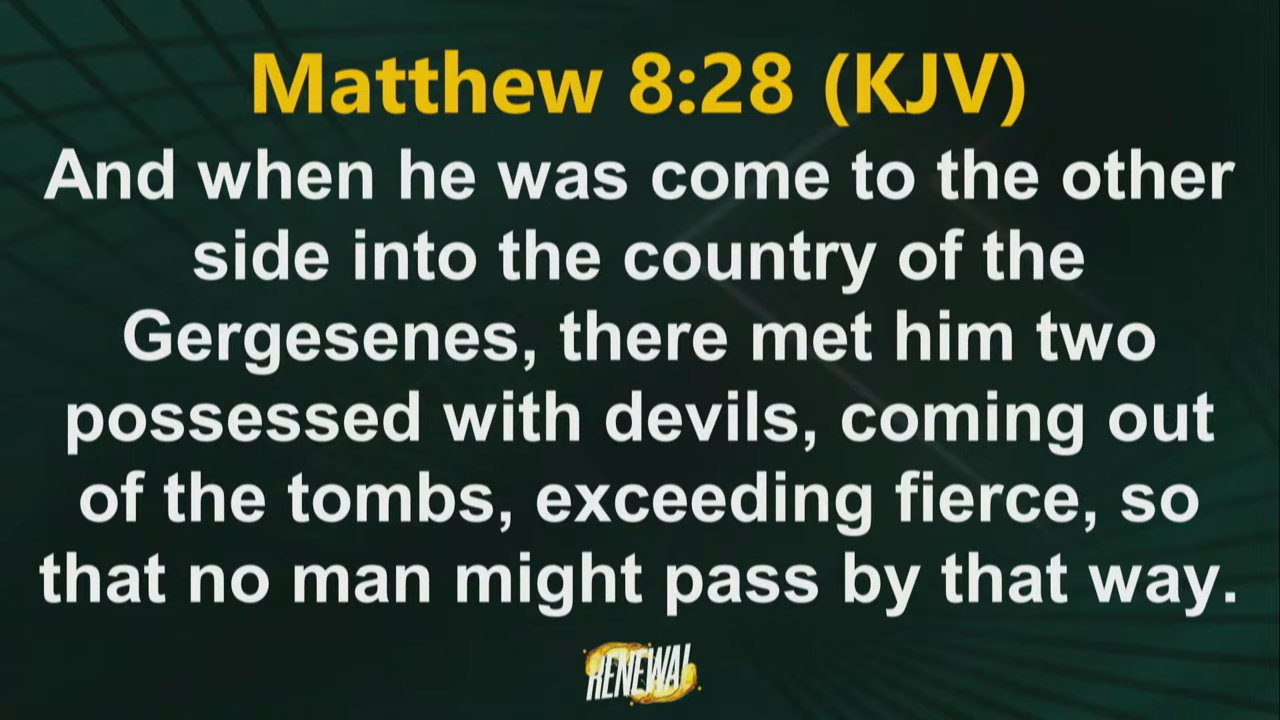 Matthew 8:28 (KJV)
And when he was come to the other
side into the country of the
Gergesenes, there met him two
possessed with devils, coming out
of the tombs, exceeding fierce, so
that no man might pass by that way.
RENEWAL